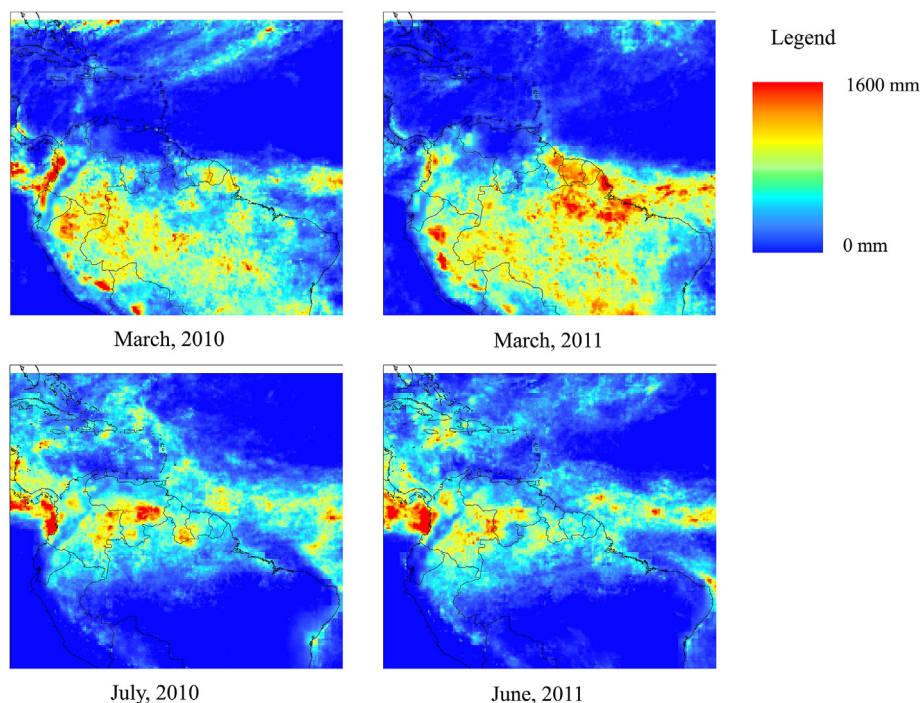 Legend
1600 mm
0 mm
March, 2010
March, 2011
July, 2010
June, 2011